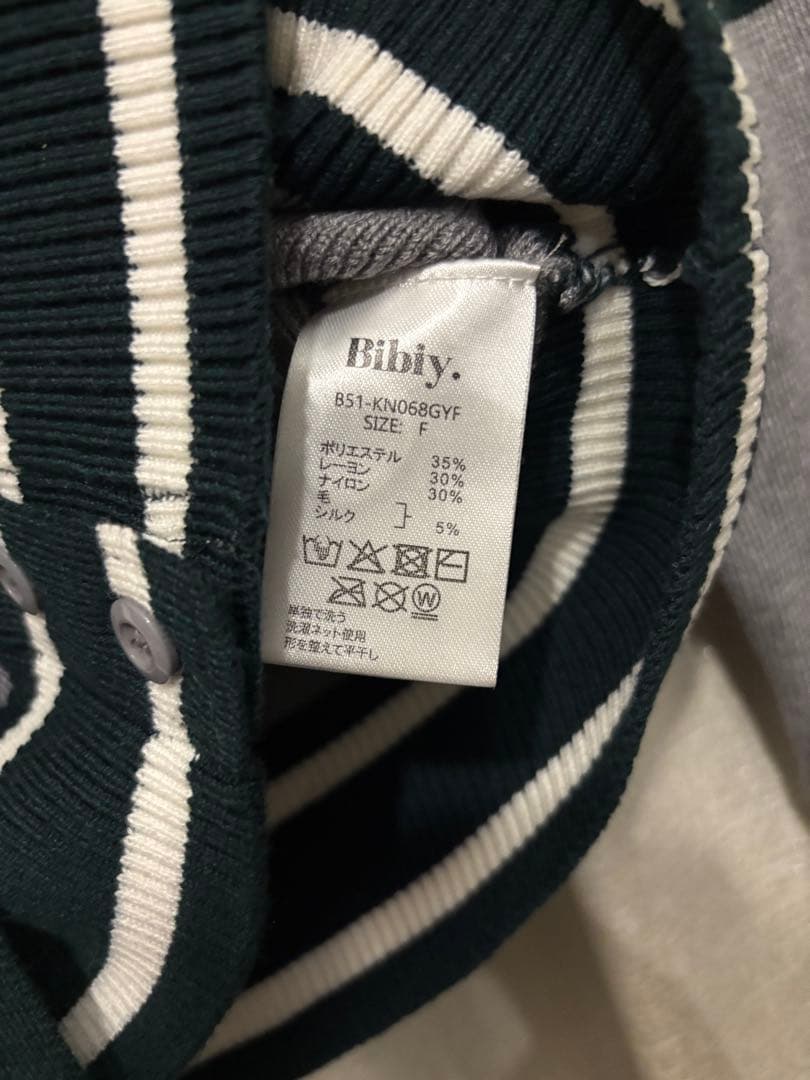 Bibiy.
B51-KN068GYF
SIZE: F
ポリエステル 35%
レーヨン 30%
ナイロン 30%
毛
シルク } 5%
単独で洗う
洗濯ネット使用
形を整えて平干し